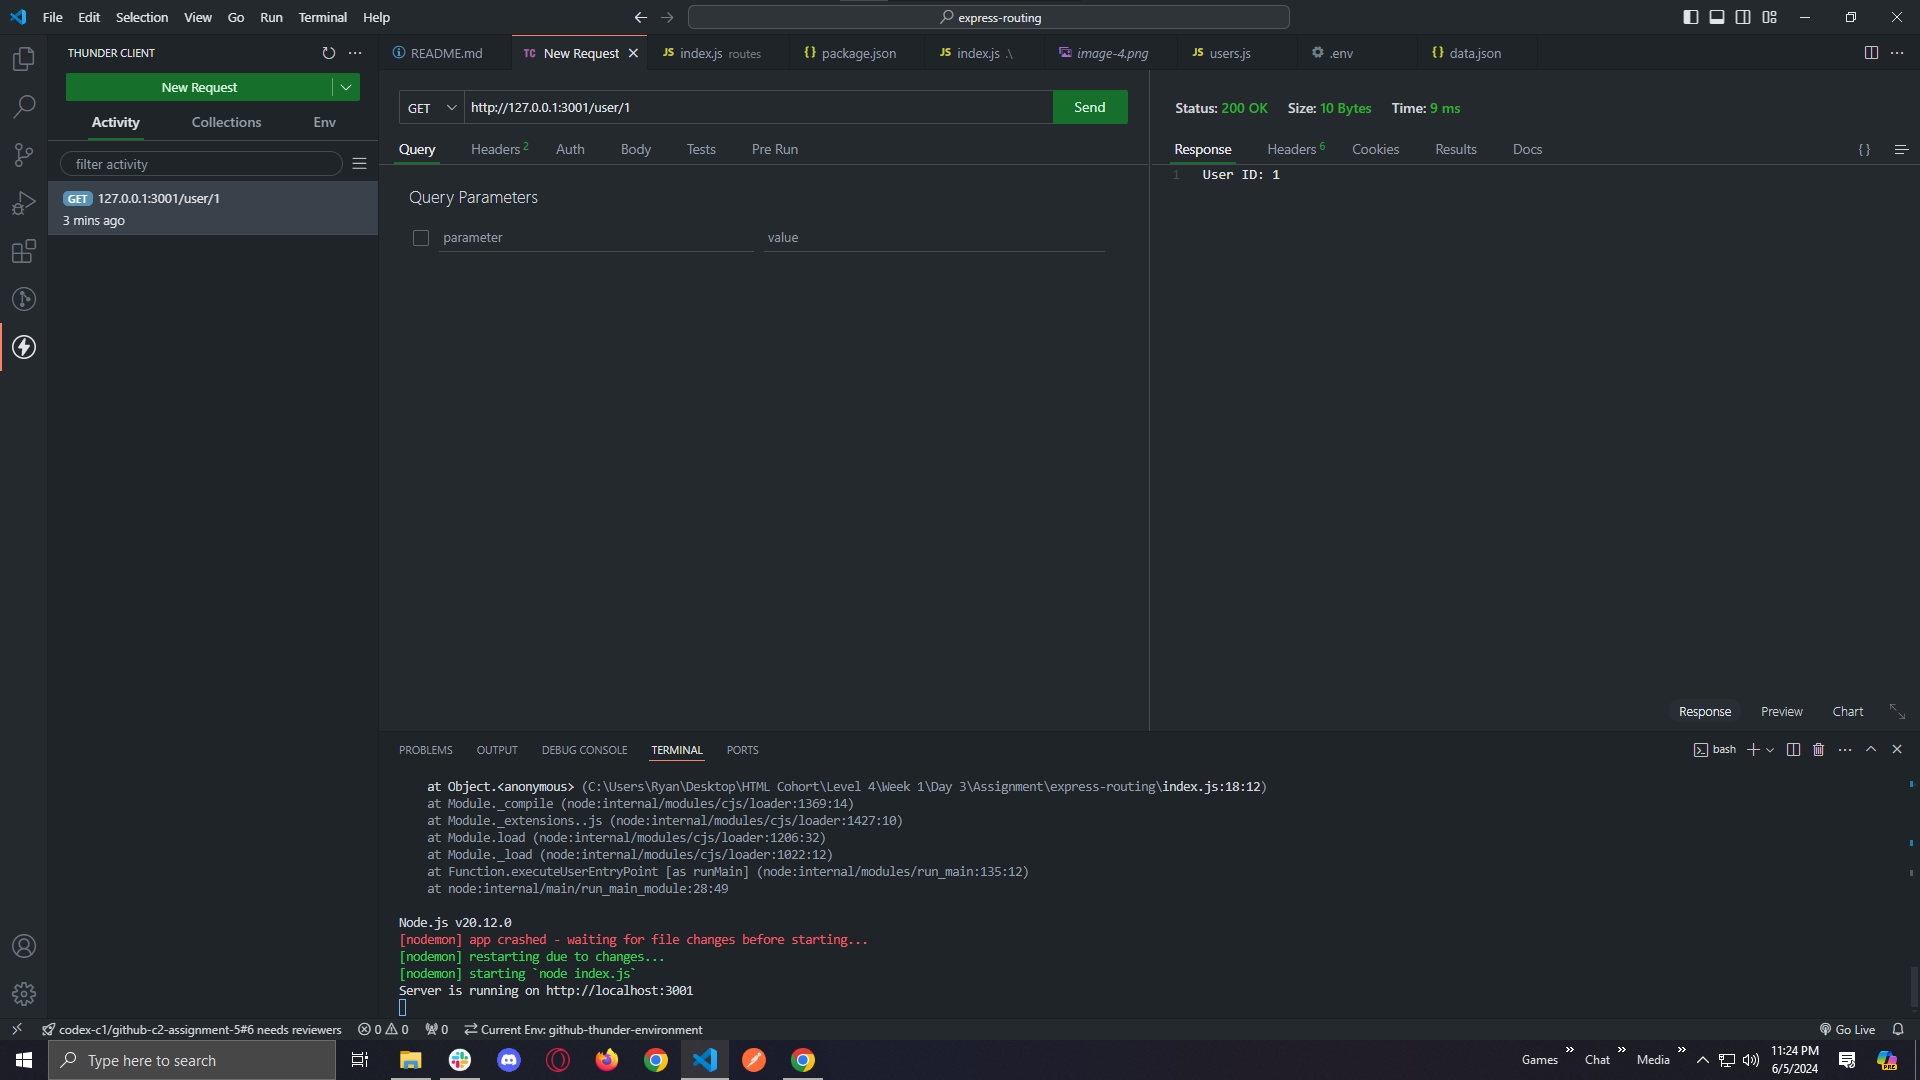 File Edit Selection View Go Run Terminal Help
express-routing
THUNDER CLIENT
New Request
Activity Collections Env
filter activity
GET 127.0.0.1:3001/user/1
3 mins ago
README.md
TC New Request
JS index.js routes
{} package.json
JS index.js .\
image-4.png
JS users.js
.env
{} data.json
GET http://127.0.0.1:3001/user/1 Send
Query Headers 2 Auth Body Tests Pre Run
Query Parameters
parameter value
Status: 200 OK Size: 10 Bytes Time: 9 ms
Response Headers 6 Cookies Results Docs {}
1 User ID: 1
Response Preview Chart
PROBLEMS OUTPUT DEBUG CONSOLE TERMINAL PORTS
bash
at Object.<anonymous> (C:\Users\Ryan\Desktop\HTML Cohort\Level 4\Week 1\Day 3\Assignment\express-routing\index.js:18:12)
at Module._compile (node:internal/modules/cjs/loader:1369:14)
at Module._extensions..js (node:internal/modules/cjs/loader:1427:10)
at Module.load (node:internal/modules/cjs/loader:1206:32)
at Module._load (node:internal/modules/cjs/loader:1022:12)
at Function.executeUserEntryPoint [as runMain] (node:internal/modules/run_main:135:12)
at node:internal/main/run_main_module:28:49
Node.js v20.12.0
[nodemon] app crashed - waiting for file changes before starting...
[nodemon] restarting due to changes...
[nodemon] starting `node index.js`
Server is running on http://localhost:3001
codex-c1/github-c2-assignment-5#6 needs reviewers 0 0 0 Current Env: github-thunder-environment
Go Live
Type here to search
Games Chat Media
11:24 PM
6/5/2024
PRE